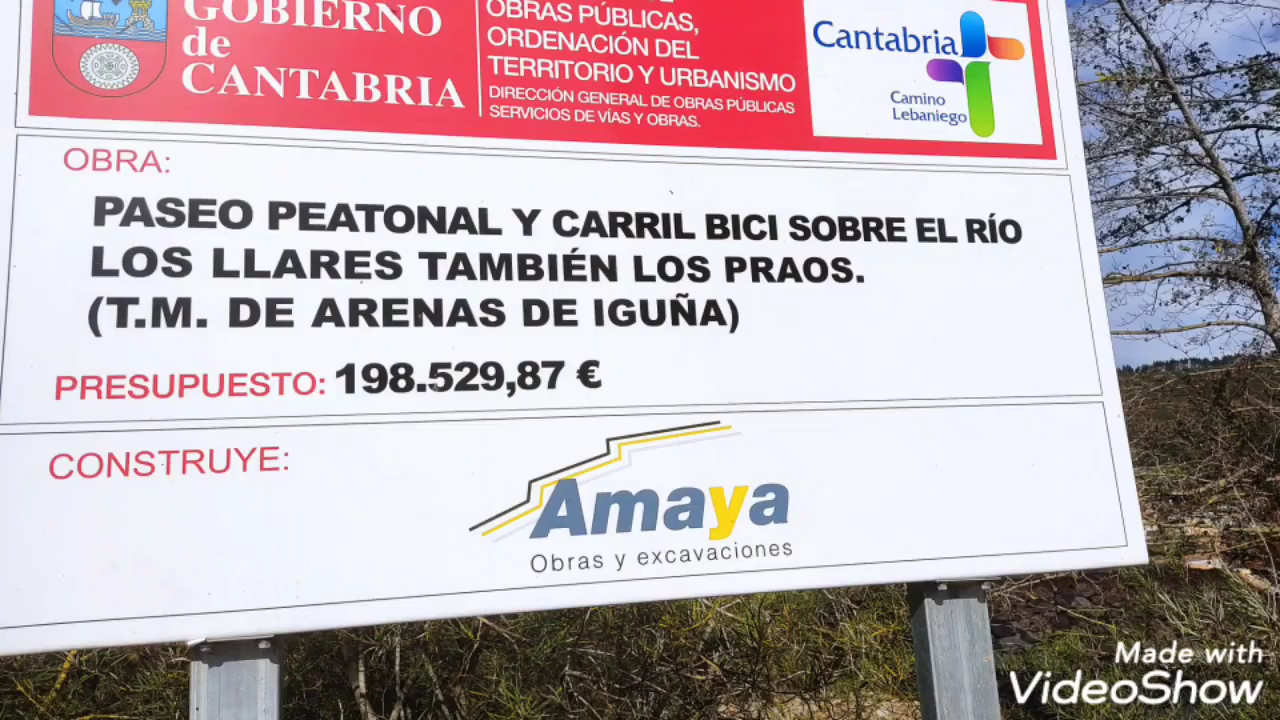 GOBIERNO
de
CANTABRIA
OBRAS PÚBLICAS,
ORDENACIÓN DEL
TERRITORIO Y URBANISMO
DIRECCIÓN GENERAL DE OBRAS PÚBLICAS
SERVICIOS DE VÍAS Y OBRAS.
Cantabria
Camino
Lebaniego
OBRA:
PASEO PEATONAL Y CARRIL BICI SOBRE EL RÍO
LOS LLARES TAMBIÉN LOS PRAOS.
(T.M. DE ARENAS DE IGUÑA)
PRESUPUESTO: 198.529,87 €
CONSTRUYE:
Amaya
Obras y excavaciones
Made with
VideoShow